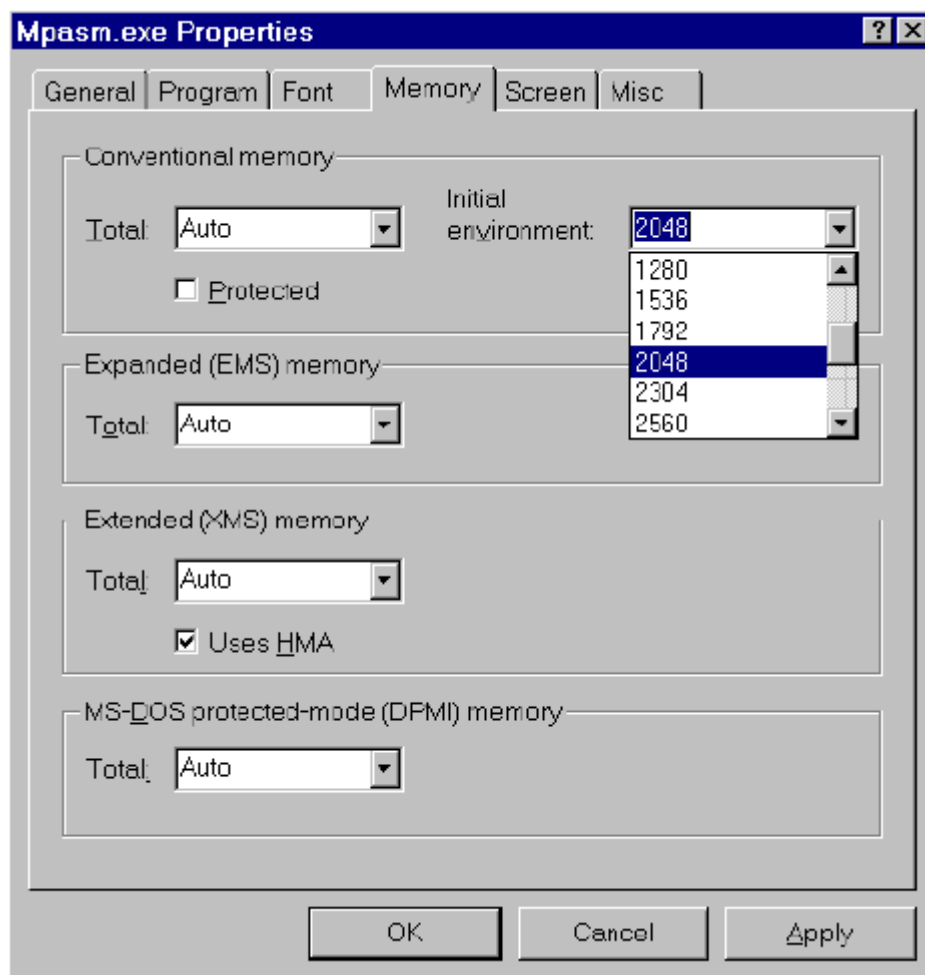 Mpasm.exe Properties
General Program Font Memory Screen Misc
Conventional memory
Total: Auto
Initial
environment: 2048
Protected
1280
1536
1792
2048
2304
2560
Expanded (EMS) memory
Total: Auto
Extended (XMS) memory
Total: Auto
Uses HMA
MS-DOS protected-mode (DPMI) memory
Total: Auto
OK Cancel Apply